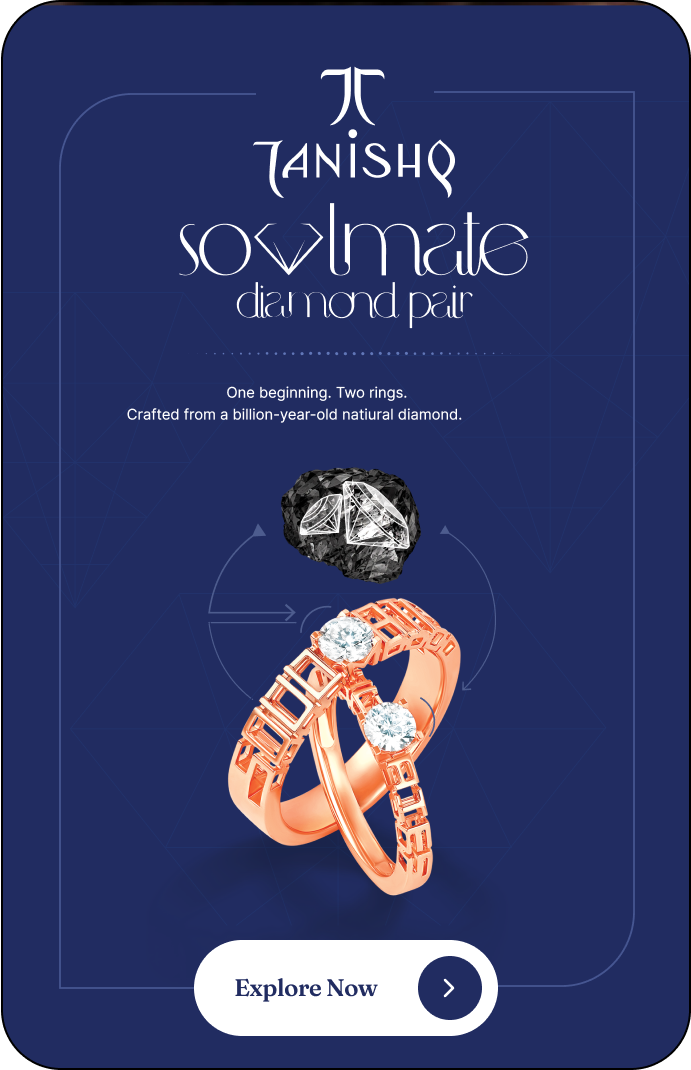 TANISHQ
soulmate
diamond pair
One beginning. Two rings.
Crafted from a billion-year-old natiural diamond.
Explore Now